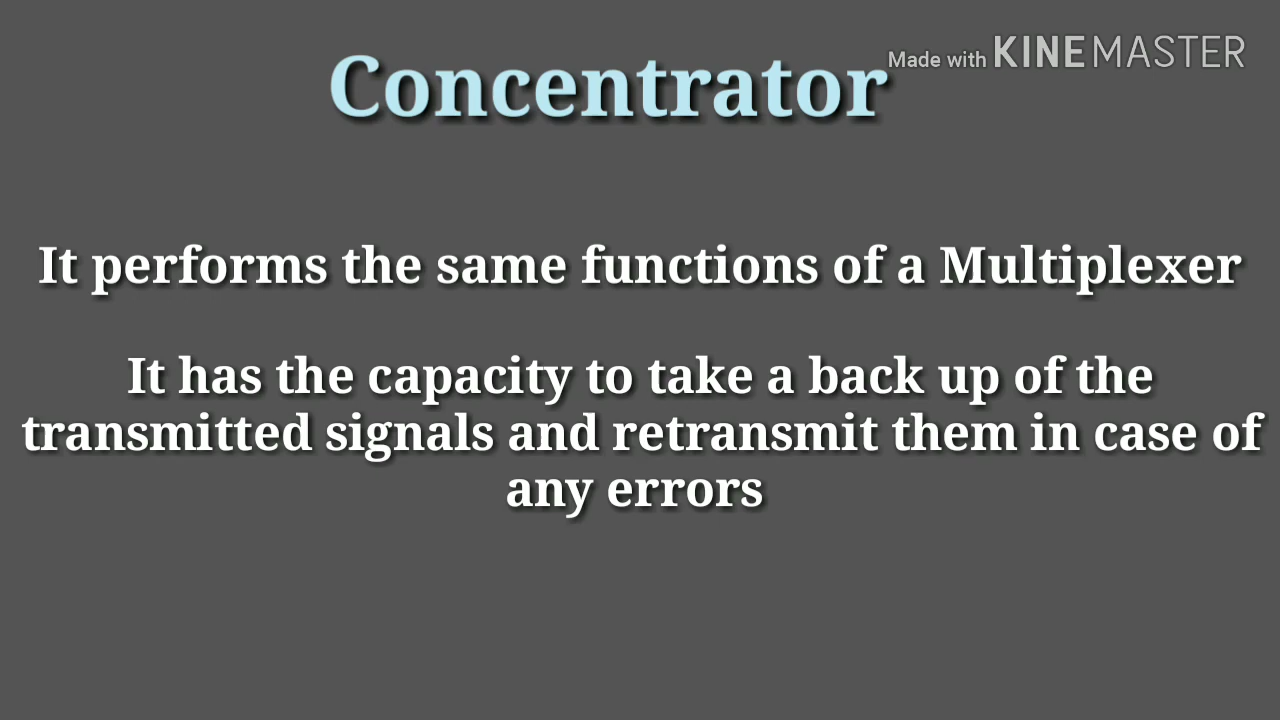 Made with KINEMASTER
Concentrator
It performs the same functions of a Multiplexer
It has the capacity to take a back up of the
transmitted signals and retransmit them in case of
any errors